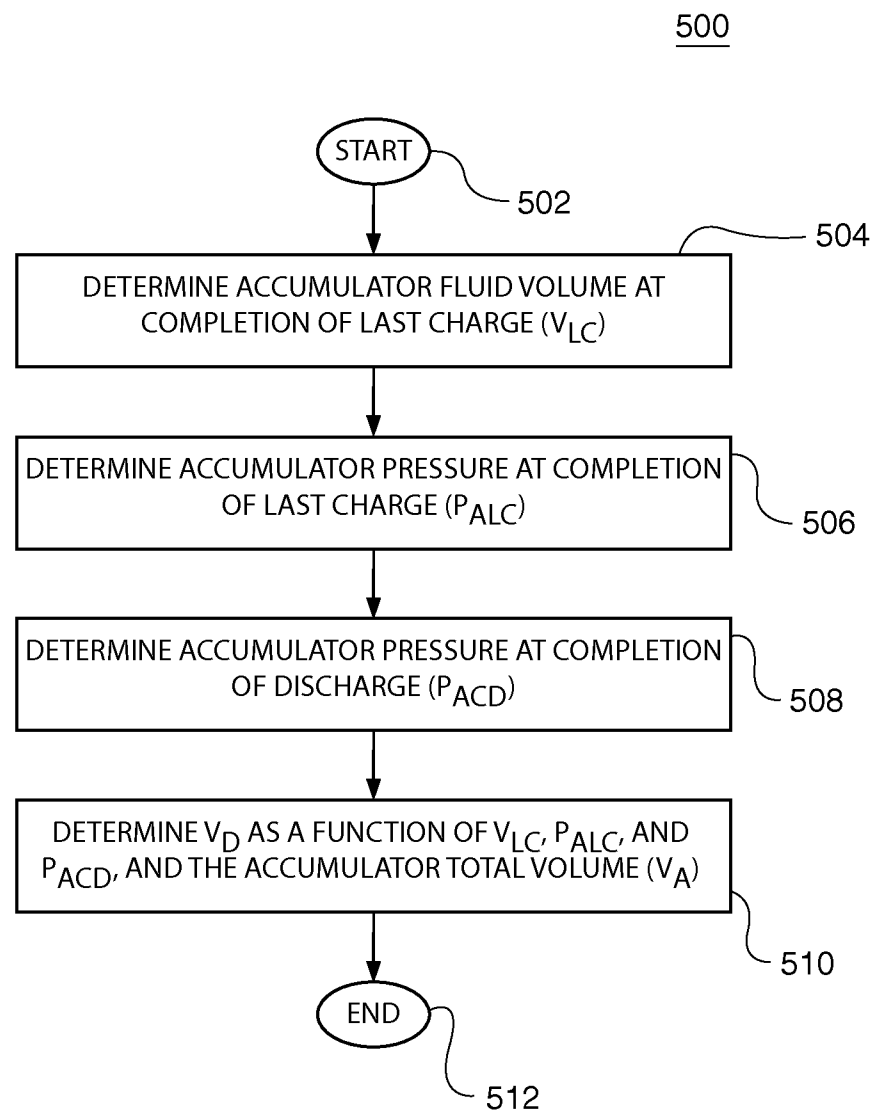 500
START
502
504
DETERMINE ACCUMULATOR FLUID VOLUME AT
COMPLETION OF LAST CHARGE (VLC)
DETERMINE ACCUMULATOR PRESSURE AT COMPLETION
OF LAST CHARGE (PALC)
506
DETERMINE ACCUMULATOR PRESSURE AT COMPLETION
OF DISCHARGE (PACD)
508
DETERMINE VD AS A FUNCTION OF VLC, PALC, AND
PACD, AND THE ACCUMULATOR TOTAL VOLUME (VA)
510
END
512